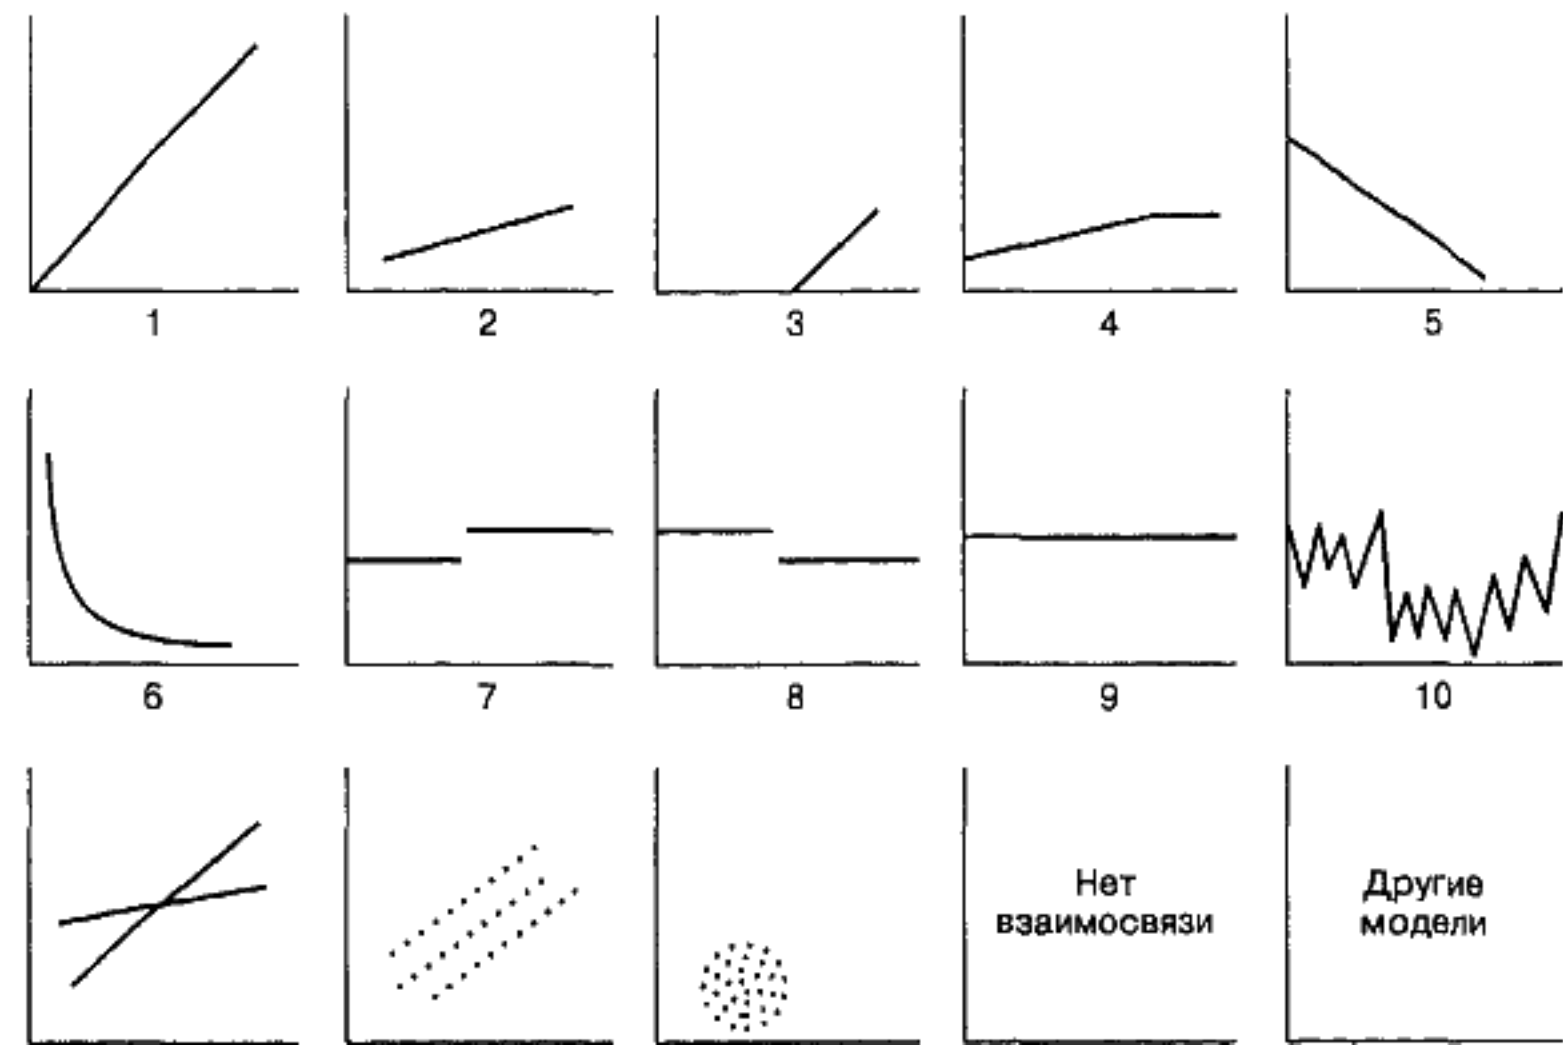 1 2 3 4 5
6 7 8 9 10
Нет
взаимосвязи
Другие
модели